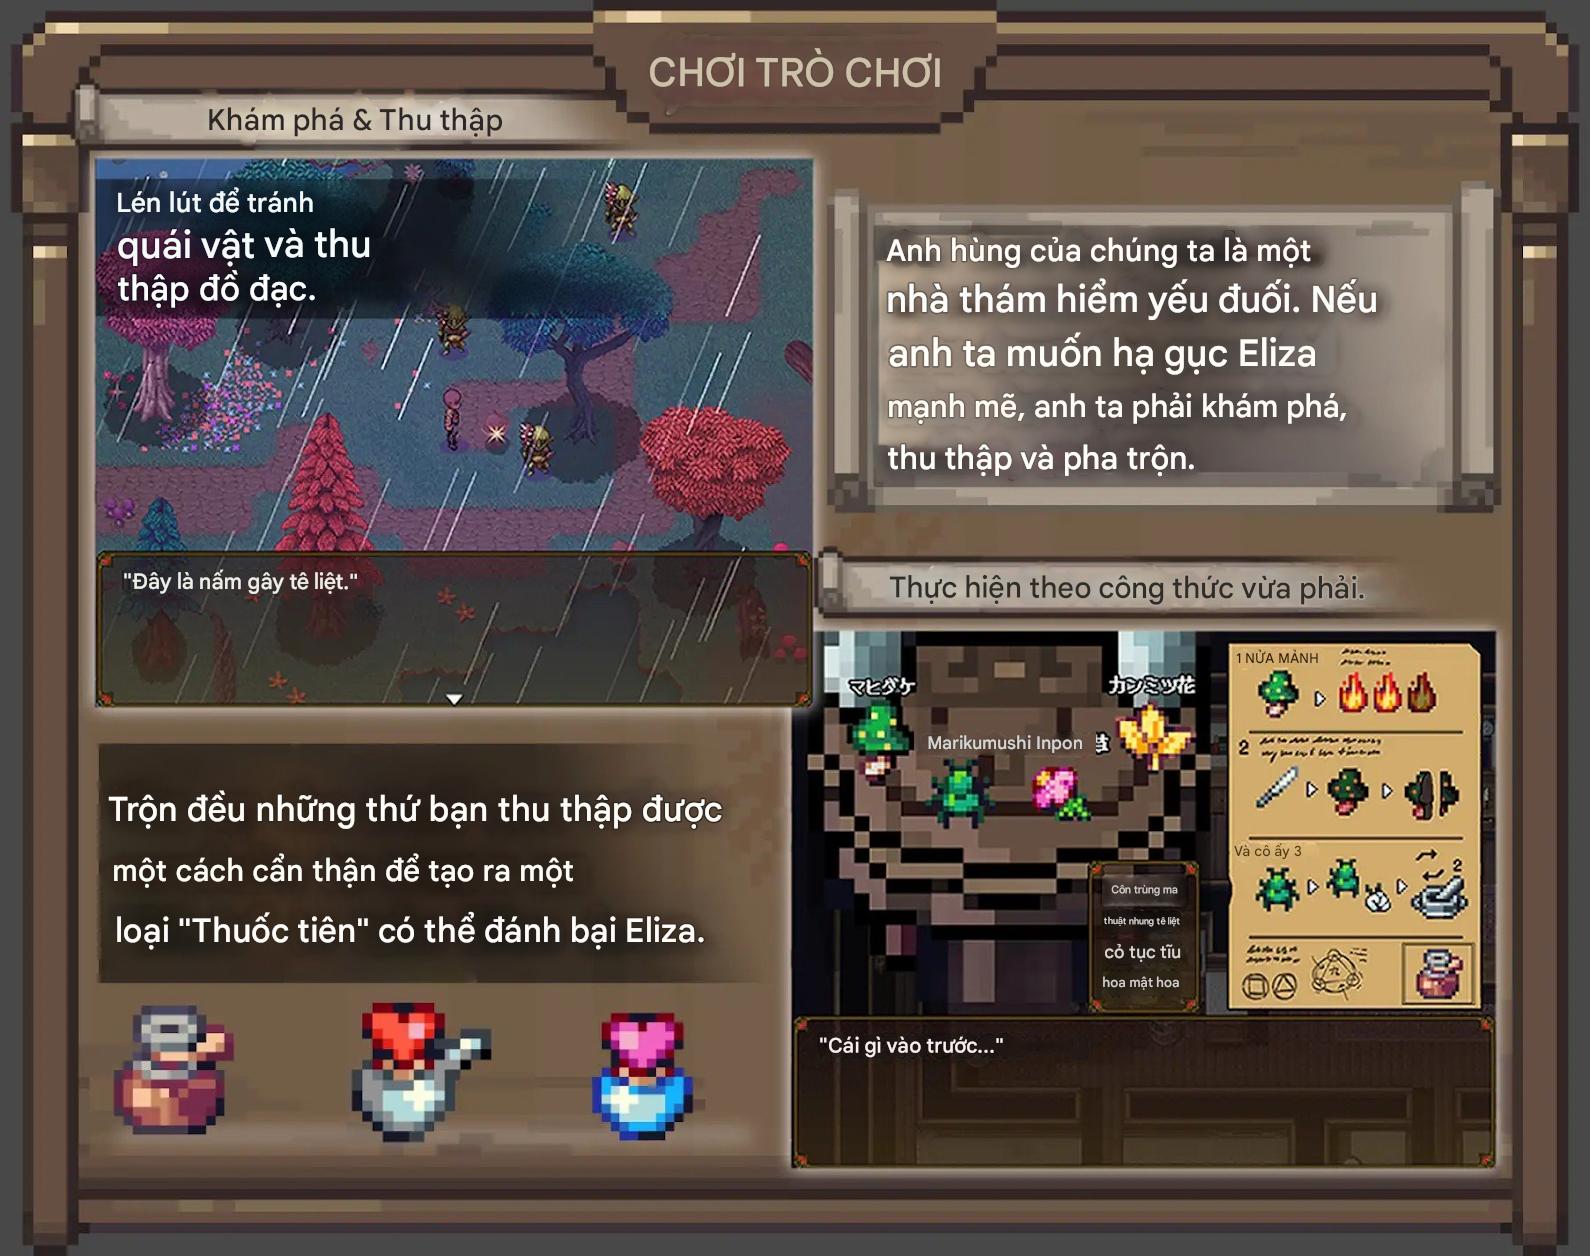 CHƠI TRÒ CHƠI
Khám phá & Thu thập
Lén lút để tránh
quái vật và thu
thập đồ đạc.
"Đây là nấm gây tê liệt."
Anh hùng của chúng ta là một
nhà thám hiểm yếu đuối. Nếu
anh ta muốn hạ gục Eliza
mạnh mẽ, anh ta phải khám phá,
thu thập và pha trộn.
Thực hiện theo công thức vừa phải.
マヒダケ
カンミツ花
Marikumushi Inpon
1 NỬA MẢNH
2
Và cô ấy 3
2
Côn trùng ma
thuật nhung tê liệt
cỏ tục tĩu
hoa mật hoa
"Cái gì vào trước..."
Trộn đều những thứ bạn thu thập được
một cách cẩn thận để tạo ra một
loại "Thuốc tiên" có thể đánh bại Eliza.